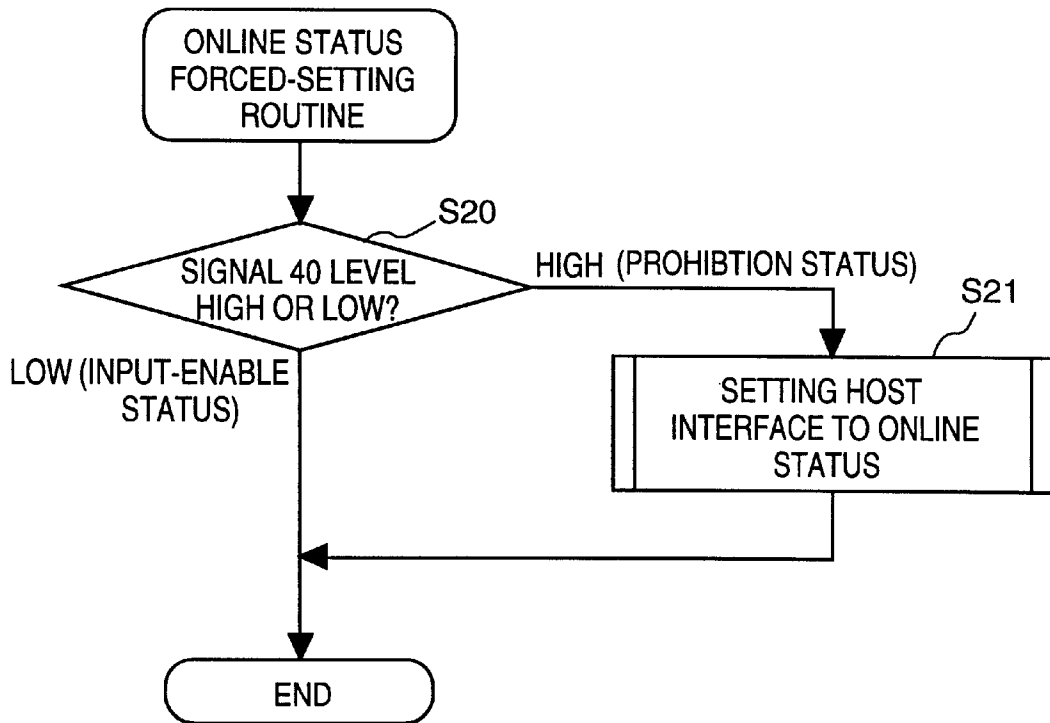 ONLINE STATUS
FORCED-SETTING
ROUTINE
S20
SIGNAL 40 LEVEL
HIGH OR LOW?
HIGH (PROHIBTION STATUS)
S21
LOW (INPUT-ENABLE
STATUS)
SETTING HOST
INTERFACE TO ONLINE
STATUS
END